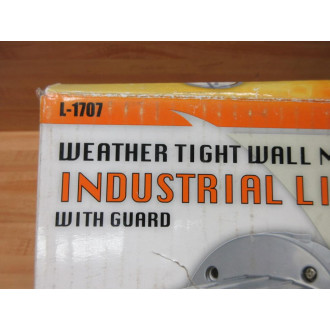 L-1707
WEATHER TIGHT WALL
INDUSTRIAL
WITH GUARD